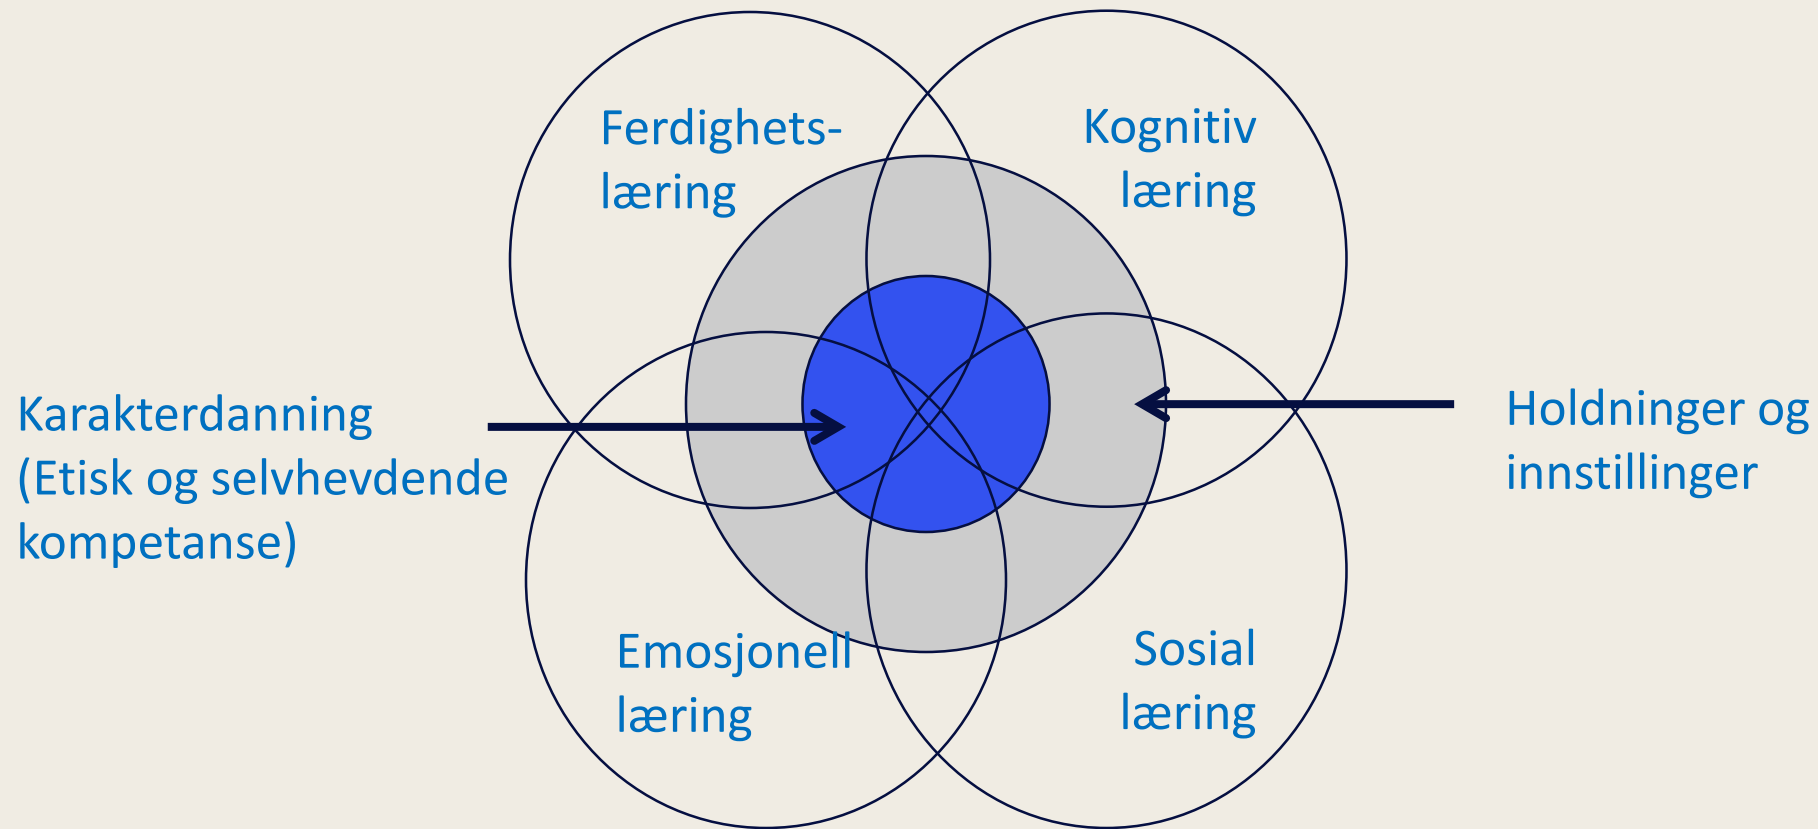 Ferdighets-
læring
Kognitiv
læring
Karakterdanning
(Etisk og selvhevdende
kompetanse)
Holdninger og
innstillinger
Emosjonell
læring
Sosial
læring